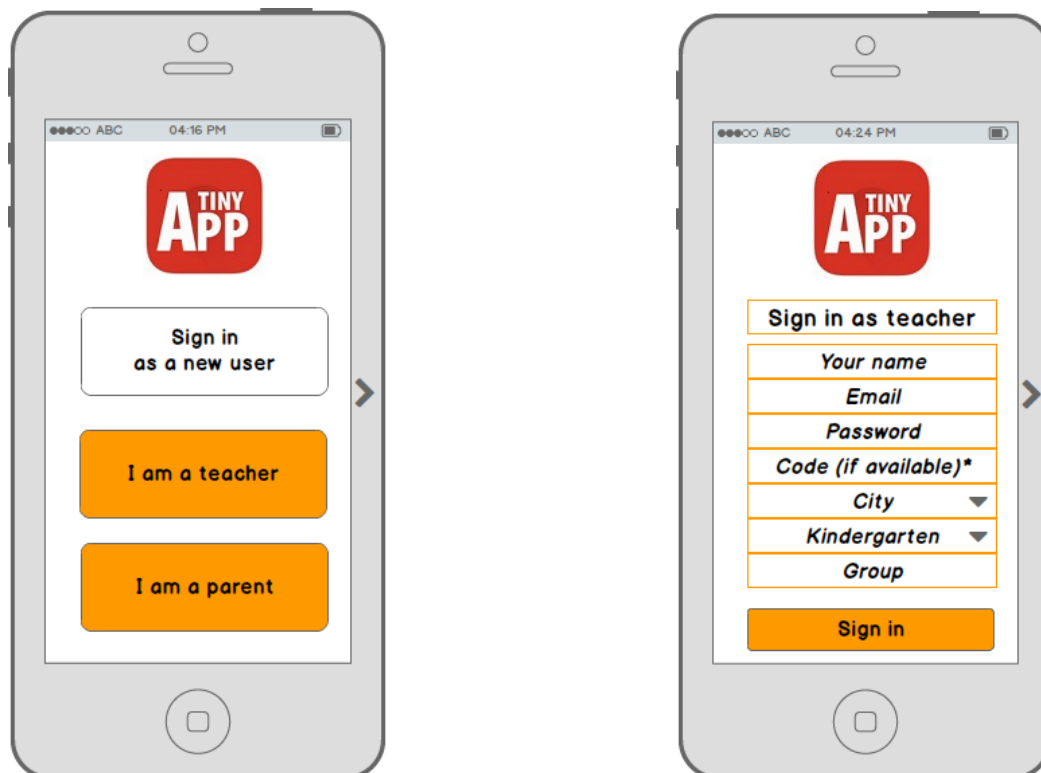 ABC 04:16 PM
TINY
APP
Sign in
as a new user
I am a teacher
I am a parent
ABC 04:24 PM
TINY
APP
Sign in as teacher
Your name
Email
Password
Code (if available)*
City
Kindergarten
Group
Sign in